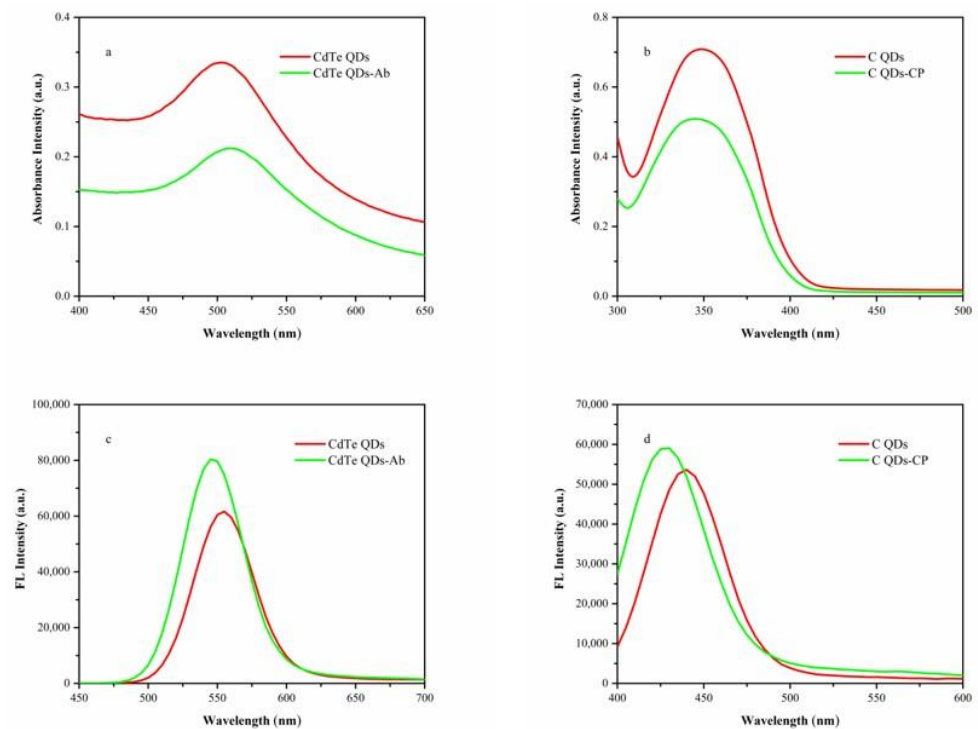 a
CdTe QDs
CdTe QDs-Ab
0.4
0.3
0.2
0.1
0.0
400 450 500 550 600 650
Absorbance Intensity (a.u.)
Wavelength (nm)
b
C QDs
C QDs-CP
0.8
0.6
0.4
0.2
0.0
300 350 400 450 500
Absorbance Intensity (a.u.)
Wavelength (nm)
c
CdTe QDs
CdTe QDs-Ab
100,000
80,000
60,000
40,000
20,000
0
450 500 550 600 650 700
FL Intensity (a.u.)
Wavelength (nm)
d
C QDs
C QDs-CP
70,000
60,000
50,000
40,000
30,000
20,000
10,000
0
400 450 500 550 600
FL Intensity (a.u.)
Wavelength (nm)